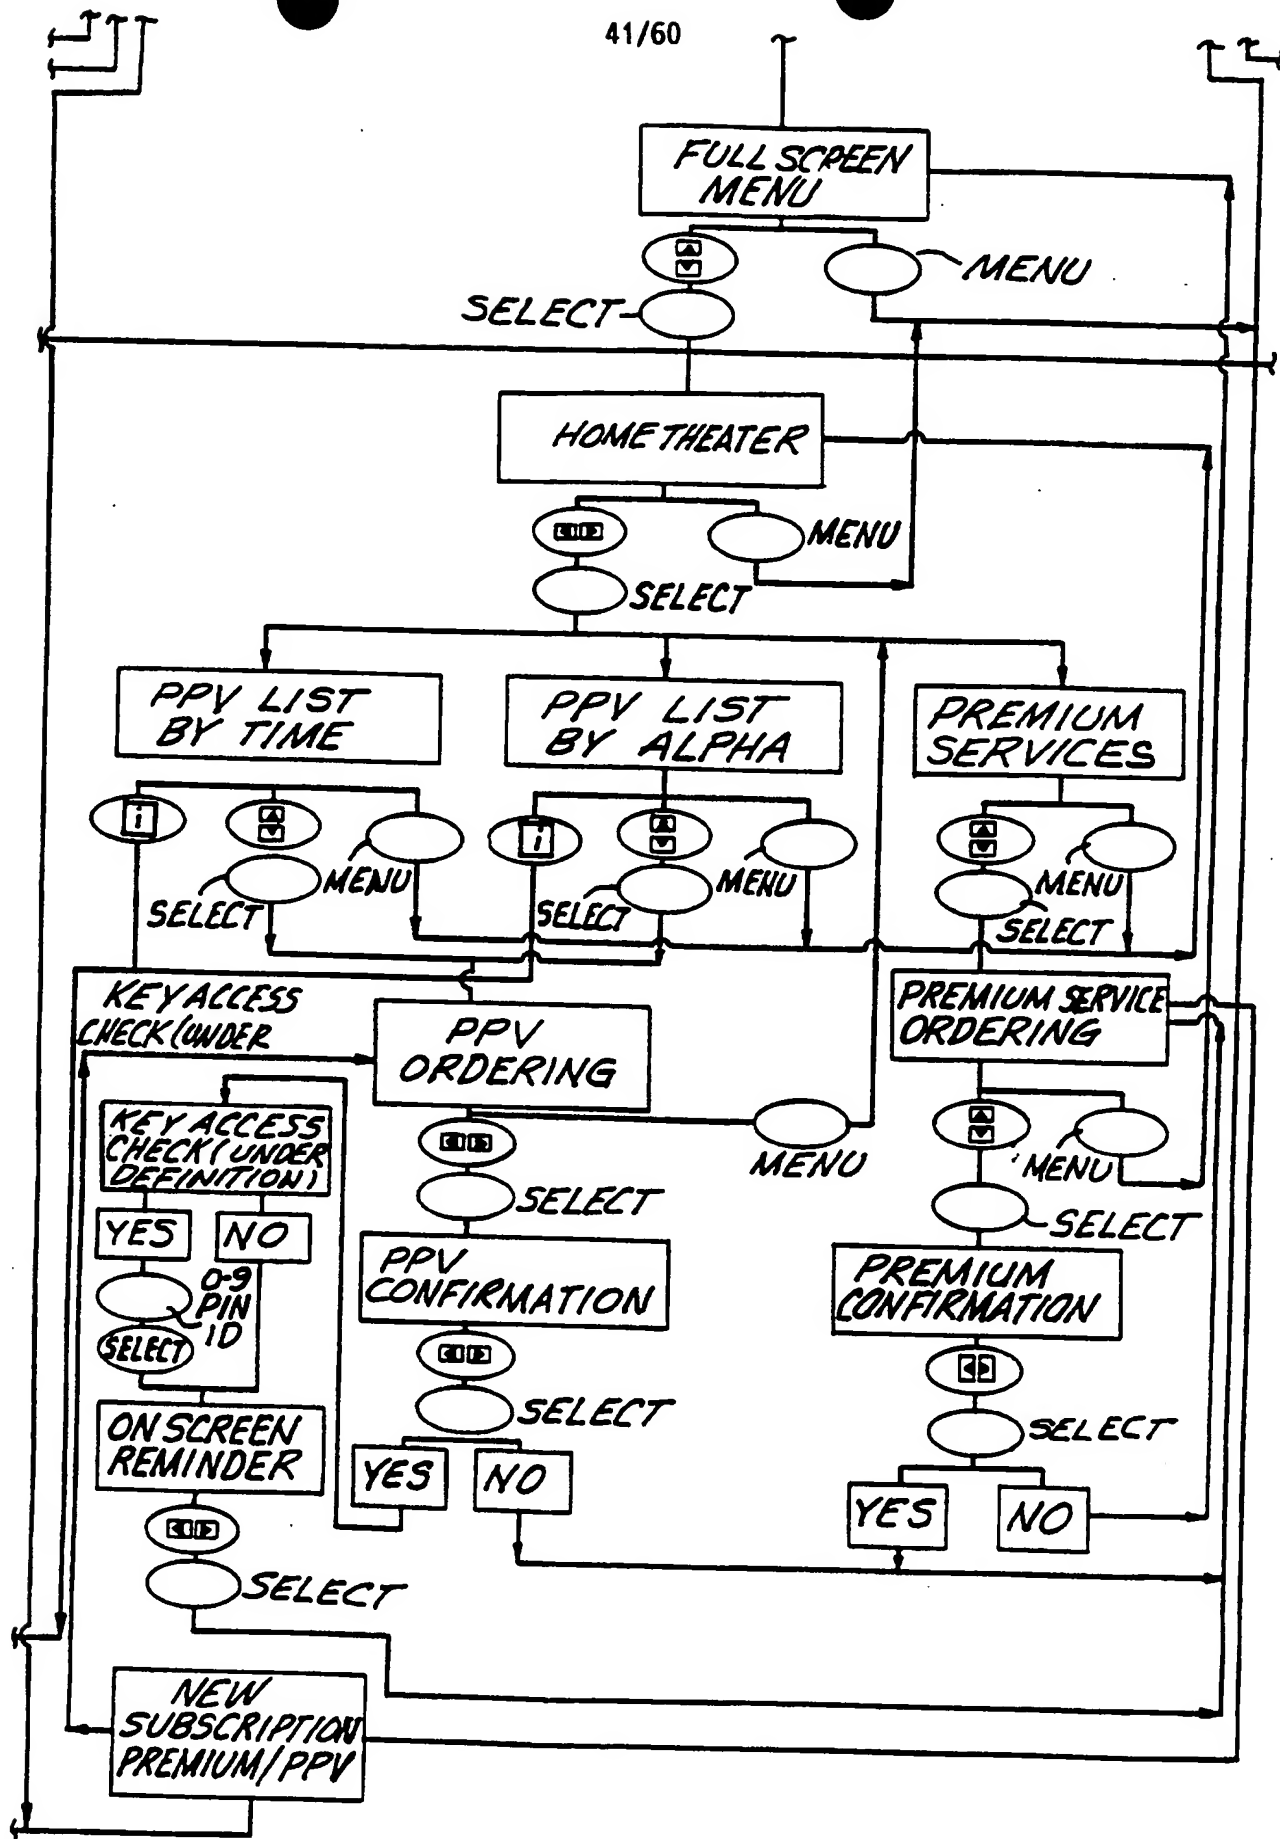 41/60
FULL SCREEN
MENU
MENU
SELECT
HOME THEATER
MENU
SELECT
PPV LIST
BY TIME
PPV LIST
BY ALPHA
PREMIUM
SERVICES
i
SELECT
MENU
i
SELECT
MENU
MENU
SELECT
KEY ACCESS
CHECK (UNDER
PPV
ORDERING
PREMIUM SERVICE
ORDERING
MENU
MENU
SELECT
KEY ACCESS
CHECK (UNDER
DEFINITION)
YES
NO
0-9
PIN
ID
SELECT
SELECT
PPV
CONFIRMATION
PREMIUM
CONFIRMATION
SELECT
SELECT
ON SCREEN
REMINDER
YES
NO
YES
NO
SELECT
NEW
SUBSCRIPTION
PREMIUM/PPV